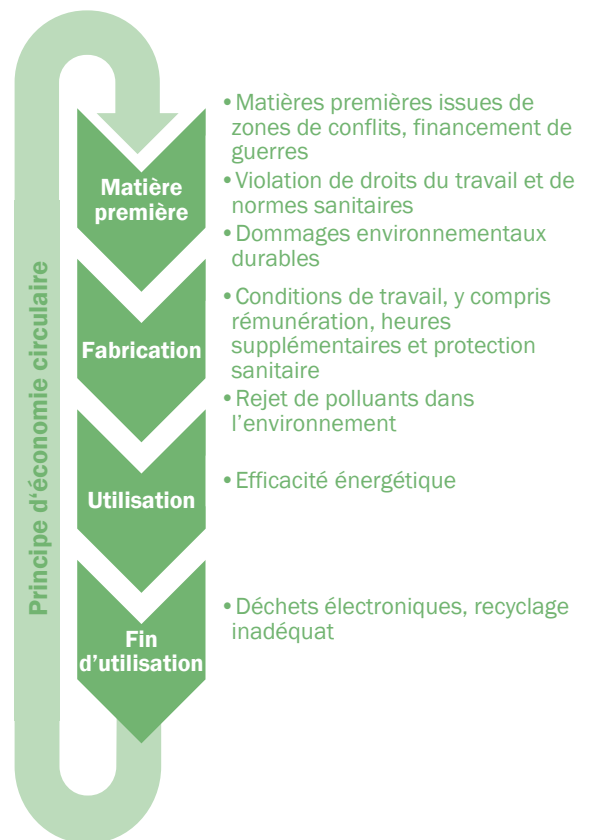 Principe d‘économie circulaire
Matière
première
• Matières premières issues de
zones de conflits, financement de
guerres
• Violation de droits du travail et de
normes sanitaires
• Dommages environnementaux
durables
Fabrication
• Conditions de travail, y compris
rémunération, heures
supplémentaires et protection
sanitaire
• Rejet de polluants dans
l’environnement
Utilisation
• Efficacité énergétique
Fin
d’utilisation
• Déchets électroniques, recyclage
inadéquat